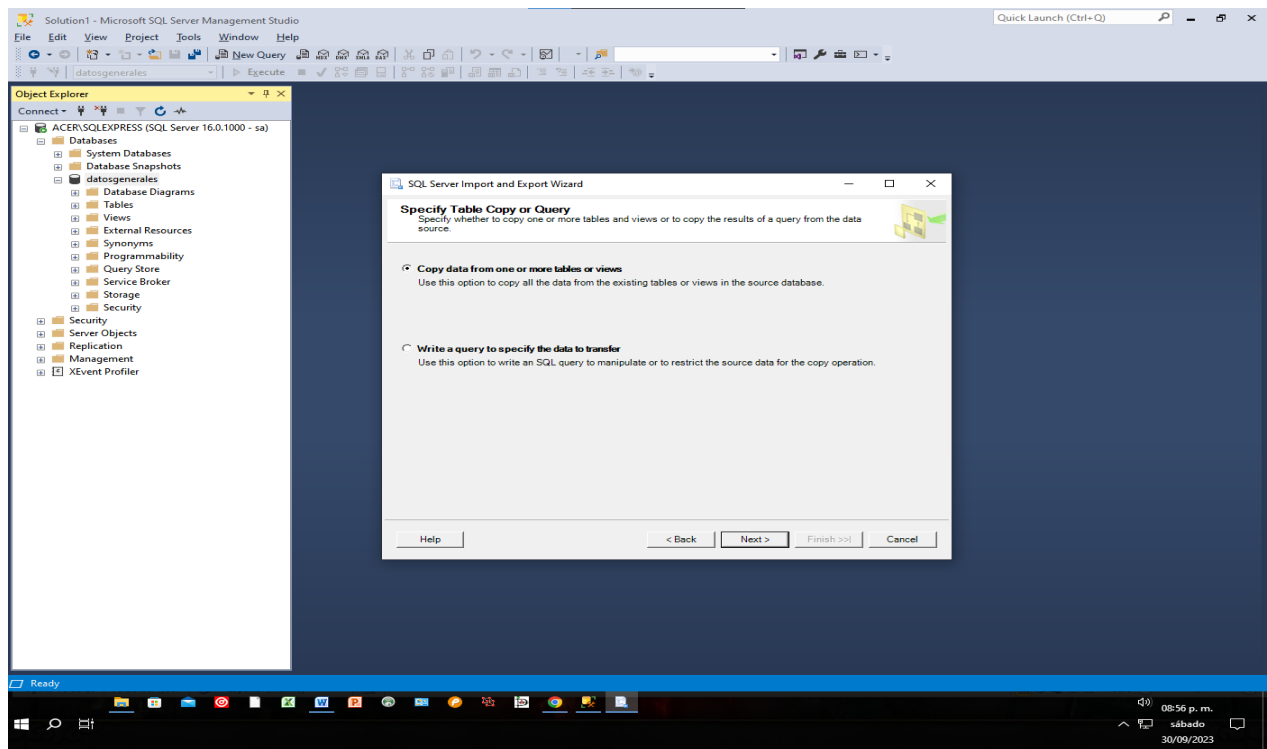 Solution1 - Microsoft SQL Server Management Studio
Quick Launch (Ctrl+Q)
File Edit View Project Tools Window Help
New Query
MDX DMX XMLA DAX
datosgenerales Execute
Object Explorer
Connect
ACER\SQLEXPRESS (SQL Server 16.0.1000 - sa)
Databases
System Databases
Database Snapshots
datosgenerales
Database Diagrams
Tables
Views
External Resources
Synonyms
Programmability
Query Store
Service Broker
Storage
Security
Security
Server Objects
Replication
Management
XEvent Profiler
SQL Server Import and Export Wizard
Specify Table Copy or Query
Specify whether to copy one or more tables and views or to copy the results of a query from the data
source.
Copy data from one or more tables or views
Use this option to copy all the data from the existing tables or views in the source database.
Write a query to specify the data to transfer
Use this option to write an SQL query to manipulate or to restrict the source data for the copy operation.
Help < Back Next > Finish >>| Cancel
Ready
08:56 p. m.
sábado
30/09/2023